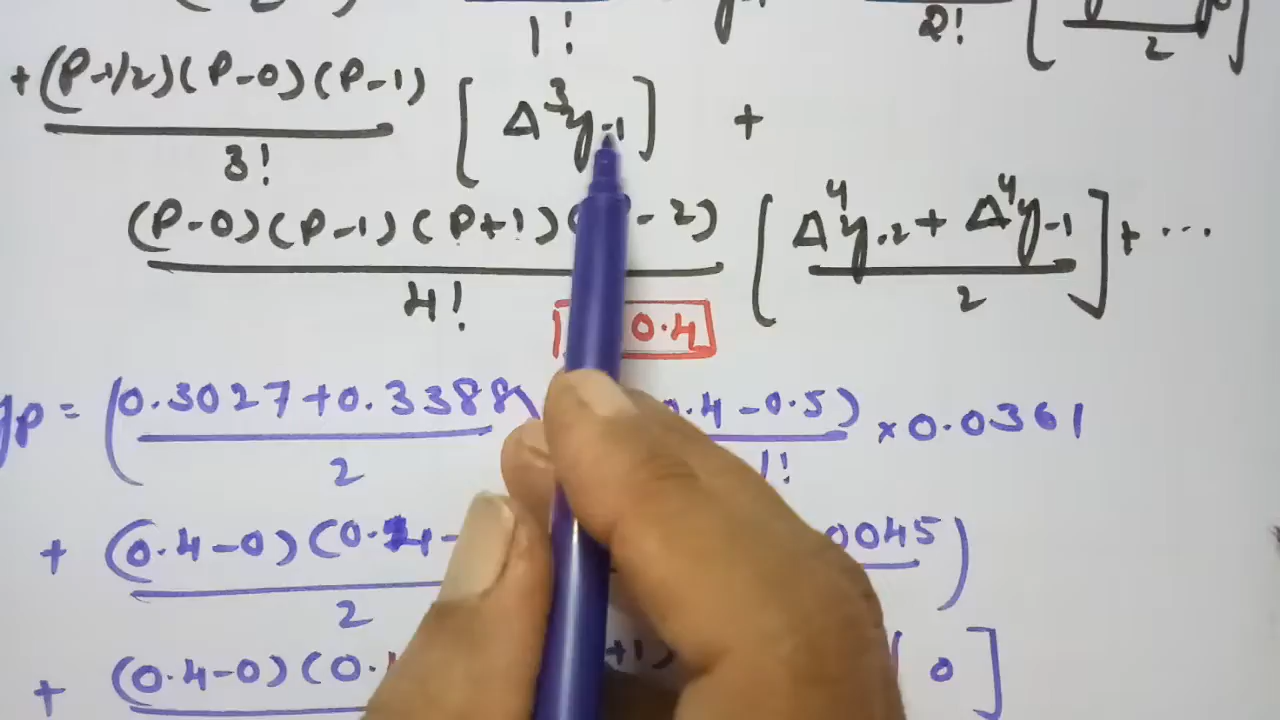 1! 2! 2
+ (P-1/2)(P-0)(P-1) [ Δ³y₋₁ ] +
3!
(P-0)(P-1)(P+1)( -2) [ Δ⁴y₋₂ + Δ⁴y₋₁ ] + ...
4! 2
0.4
yp = ( 0.3027+0.3388 0.4-0.5) × 0.0361
2 1!
+ (0.4-0)(0. 0045 )
2
+ (0.4-0)(0. +1) [ 0 ]